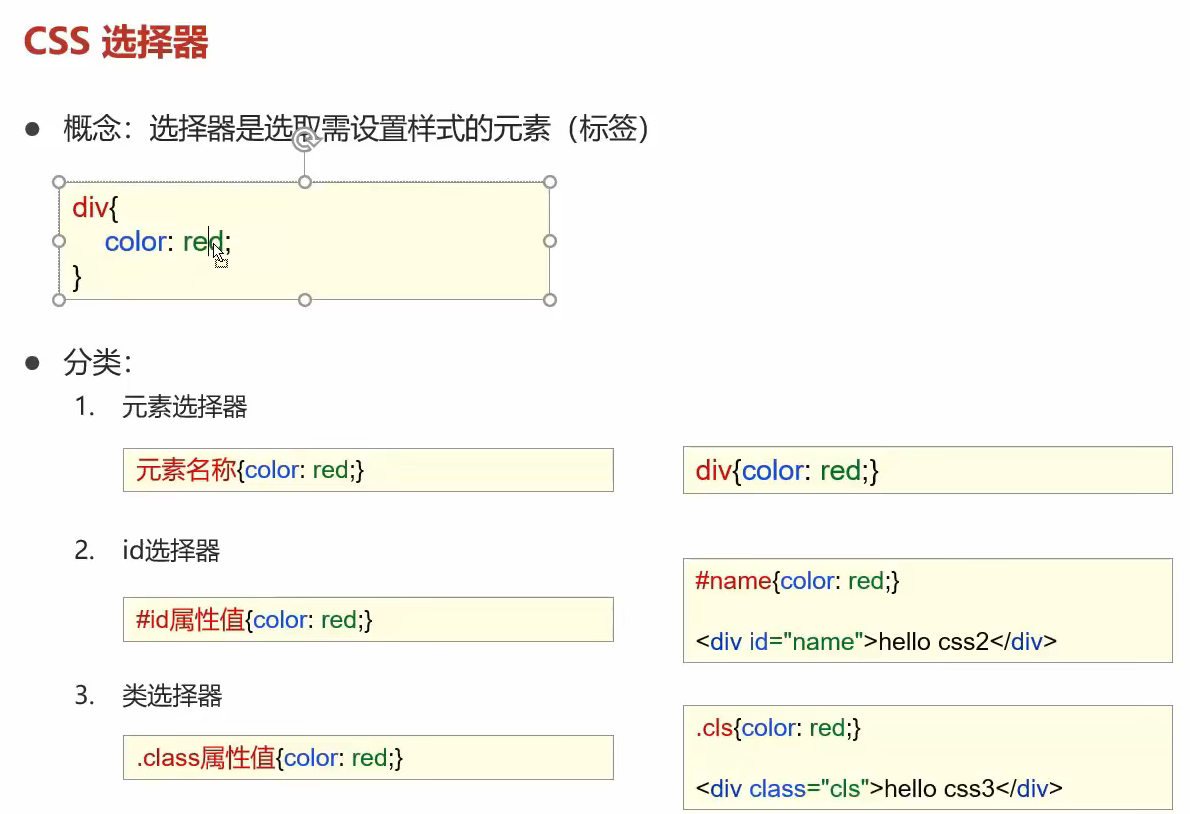 CSS 选择器
● 概念：选择器是选取需设置样式的元素（标签）
div{
color: red;
}
● 分类：
1. 元素选择器
元素名称{color: red;}
div{color: red;}
2. id选择器
#id属性值{color: red;}
#name{color: red;}
<div id="name">hello css2</div>
3. 类选择器
.class属性值{color: red;}
.cls{color: red;}
<div class="cls">hello css3</div>